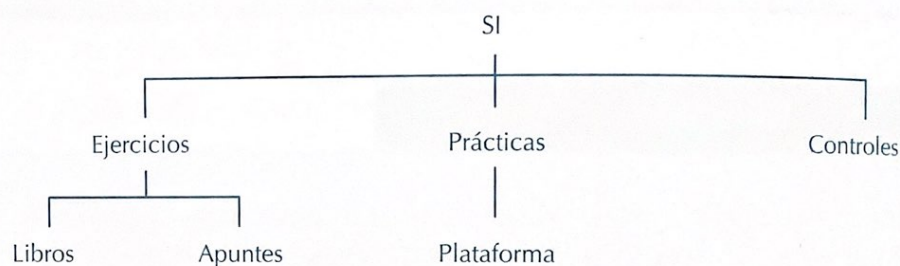 SI
Ejercicios Prácticas Controles
Libros Apuntes Plataforma